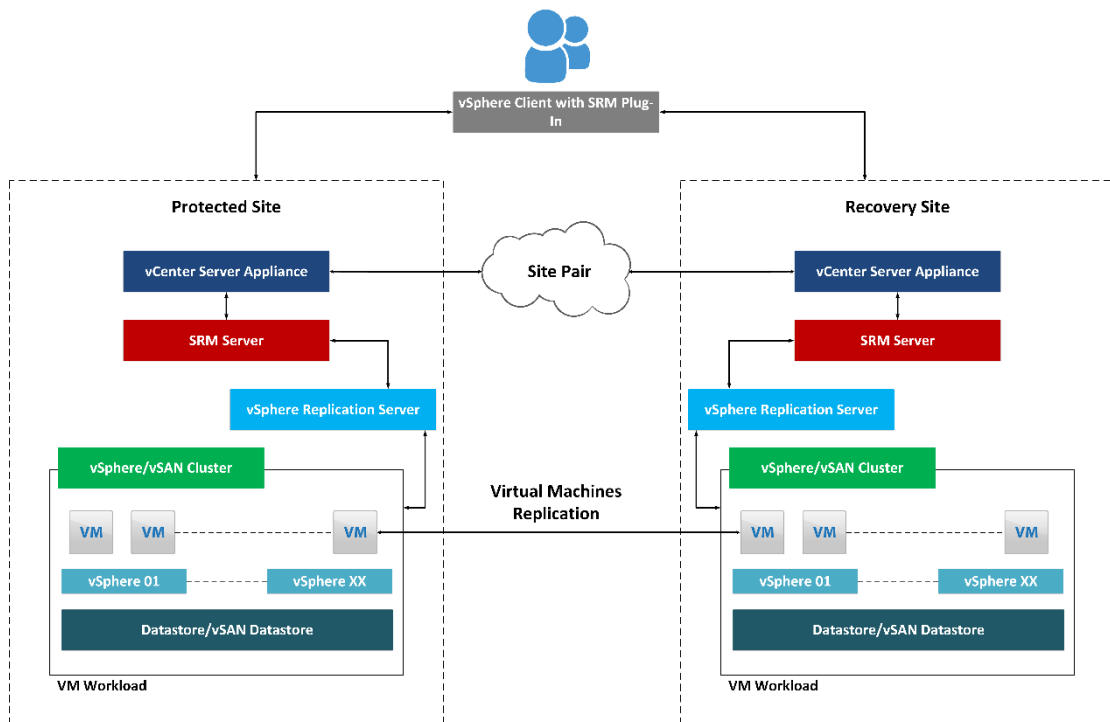 vSphere Client with SRM Plug-
In
Protected Site
Recovery Site
vCenter Server Appliance
Site Pair
vCenter Server Appliance
SRM Server
SRM Server
vSphere Replication Server
vSphere Replication Server
vSphere/vSAN Cluster
vSphere/vSAN Cluster
Virtual Machines
Replication
VM
VM
VM
VM
VM
VM
vSphere 01
vSphere XX
vSphere 01
vSphere XX
Datastore/vSAN Datastore
Datastore/vSAN Datastore
VM Workload
VM Workload